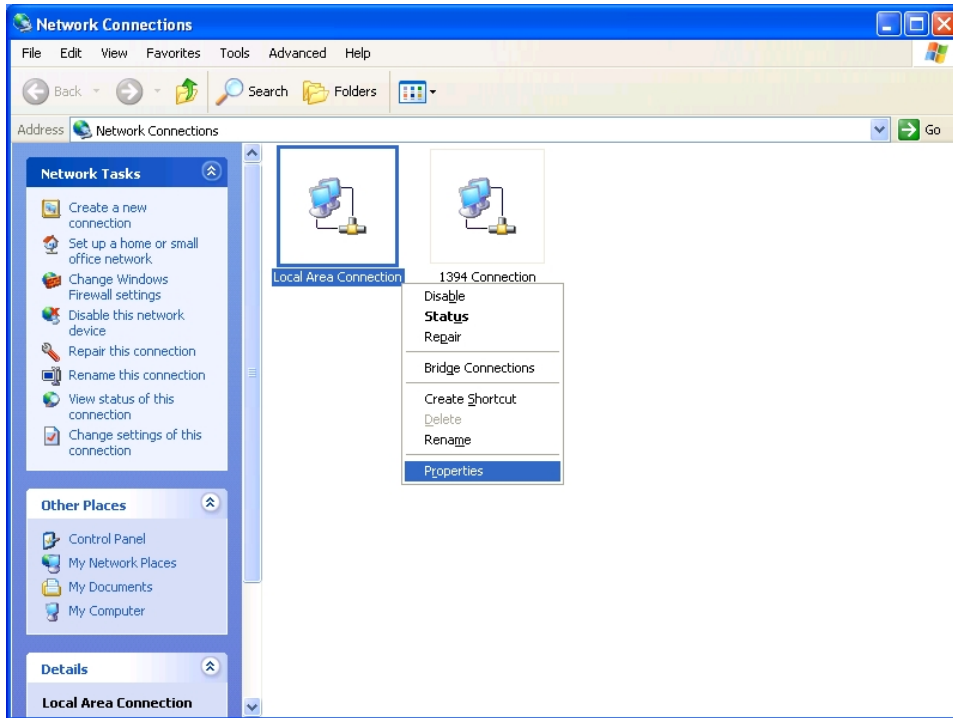 Network Connections
File Edit View Favorites Tools Advanced Help
Back Search Folders
Address Network Connections Go
Network Tasks
Create a new
connection
Set up a home or small
office network
Change Windows
Firewall settings
Disable this network
device
Repair this connection
Rename this connection
View status of this
connection
Change settings of this
connection
Other Places
Control Panel
My Network Places
My Documents
My Computer
Details
Local Area Connection
Local Area Connection
1394 Connection
Disable
Status
Repair
Bridge Connections
Create Shortcut
Delete
Rename
Properties